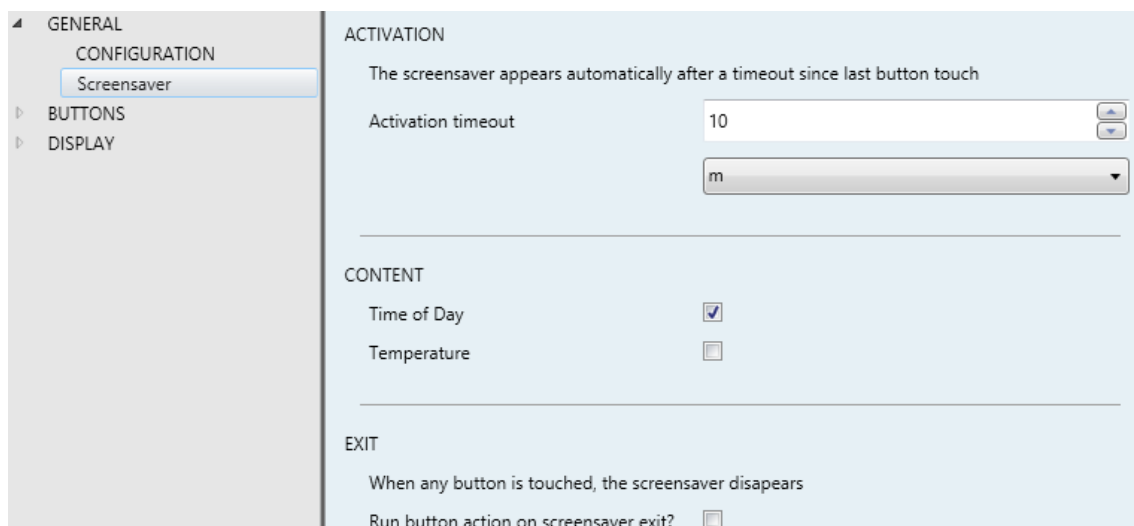 GENERAL
CONFIGURATION
Screensaver
BUTTONS
DISPLAY
ACTIVATION
The screensaver appears automatically after a timeout since last button touch
Activation timeout 10
m
CONTENT
Time of Day
Temperature
EXIT
When any button is touched, the screensaver disapears
Run button action on screensaver exit?